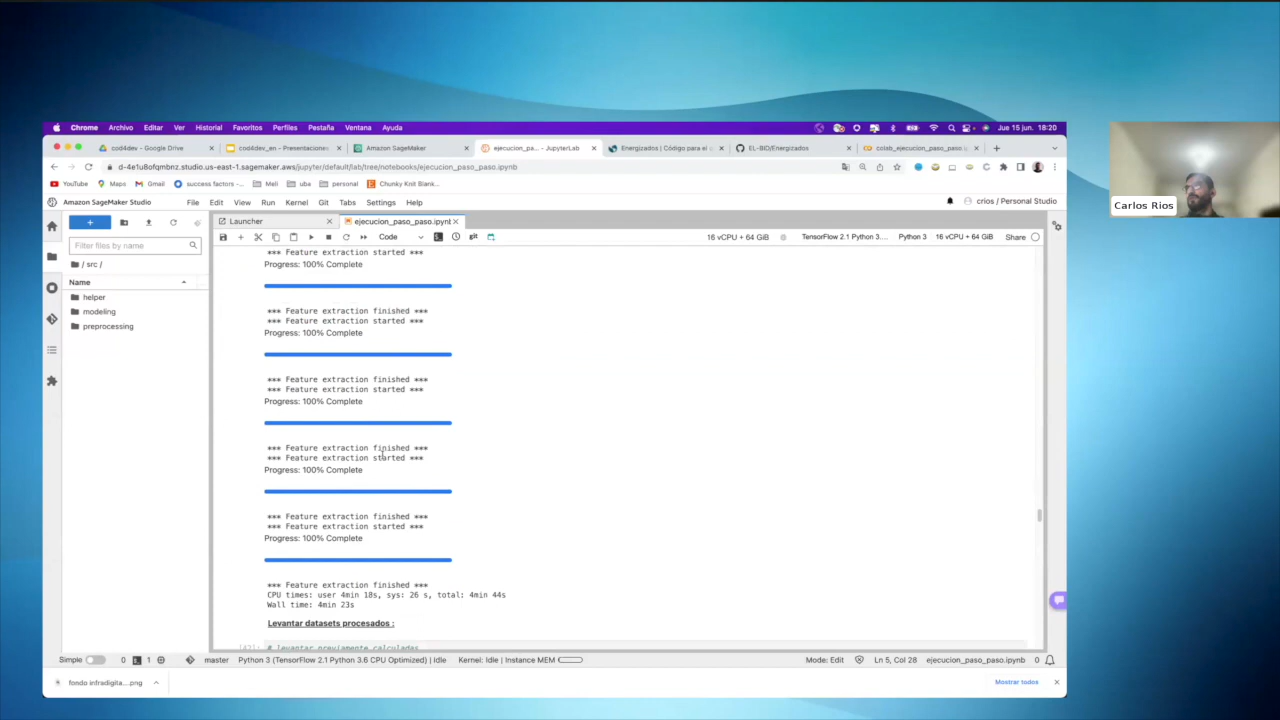 Chrome Archivo Editar Ver Historial Favoritos Perfiles Pestaña Ventana Ayuda
Jue 15 jun. 18:20
cod4dev - Google Drive
cod4dev_en - Presentaciones
Amazon SageMaker
ejecucion_pa... - JupyterLab
Energizados | Código para el
EL-BID/Energizados
colab_ejecucion_paso_paso.ip
d-4e1u8ofqmbnz.studio.us-east-1.sagemaker.aws/jupyter/default/lab/tree/notebooks/ejecucion_paso_paso.ipynb
YouTube Maps Gmail success factors -... Meli uba personal Chunky Knit Blank...
Amazon SageMaker Studio
File Edit View Run Kernel Git Tabs Settings Help
crios / Personal Studio
Launcher
ejecucion_paso_paso.ipynb
Code
16 vCPU + 64 GiB
TensorFlow 2.1 Python 3....
Python 3
16 vCPU + 64 GiB
Share
Filter files by name
/ src /
Name
helper
modeling
preprocessing
*** Feature extraction started ***
Progress: 100% Complete
*** Feature extraction finished ***
*** Feature extraction started ***
Progress: 100% Complete
*** Feature extraction finished ***
*** Feature extraction started ***
Progress: 100% Complete
*** Feature extraction finished ***
*** Feature extraction started ***
Progress: 100% Complete
*** Feature extraction finished ***
*** Feature extraction started ***
Progress: 100% Complete
*** Feature extraction finished ***
CPU times: user 4min 18s, sys: 26 s, total: 4min 44s
Wall time: 4min 23s
Levantar datasets procesados :
# levantar previamente calculadas
Simple 0 1 master Python 3 (TensorFlow 2.1 Python 3.6 CPU Optimized) | Idle Kernel: Idle | Instance MEM
Mode: Edit Ln 5, Col 28 ejecucion_paso_paso.ipynb 0
fondo infradigita....png
Mostrar todos
Carlos Rios